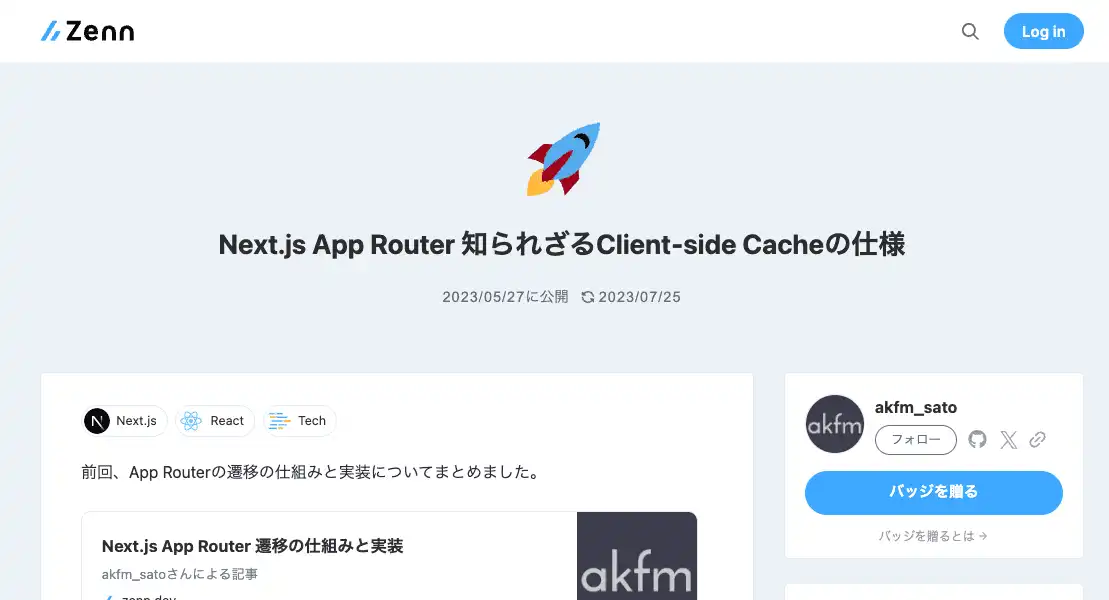 Zenn
Log in
Next.js App Router 知られざるClient-side Cacheの仕様
2023/05/27に公開 2023/07/25
Next.js React Tech
前回、App Routerの遷移の仕組みと実装についてまとめました。
Next.js App Router 遷移の仕組みと実装
akfm_satoさんによる記事
zenn.dev
akfm
akfm
akfm_sato
フォロー
バッジを贈る
バッジを贈るとは →